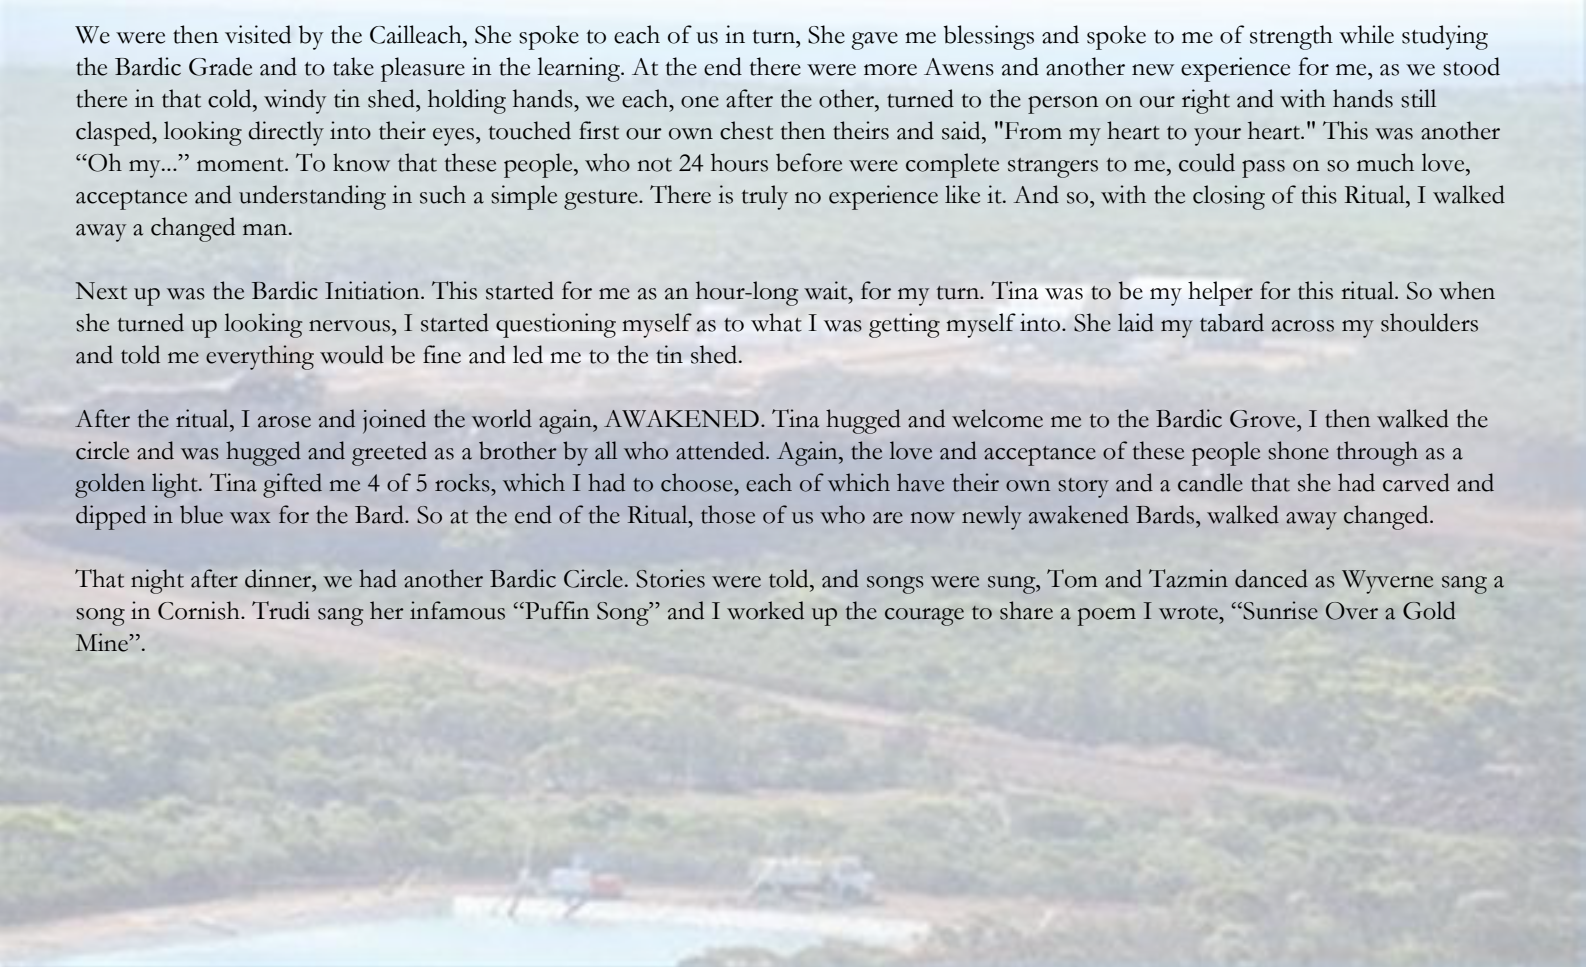 We were then visited by the Cailleach, She spoke to each of us in turn, She gave me blessings and spoke to me of strength while studying
the Bardic Grade and to take pleasure in the learning. At the end there were more Awens and another new experience for me, as we stood
there in that cold, windy tin shed, holding hands, we each, one after the other, turned to the person on our right and with hands still
clasped, looking directly into their eyes, touched first our own chest then theirs and said, "From my heart to your heart." This was another
“Oh my...” moment. To know that these people, who not 24 hours before were complete strangers to me, could pass on so much love,
acceptance and understanding in such a simple gesture. There is truly no experience like it. And so, with the closing of this Ritual, I walked
away a changed man.

Next up was the Bardic Initiation. This started for me as an hour-long wait, for my turn. Tina was to be my helper for this ritual. So when
she turned up looking nervous, I started questioning myself as to what I was getting myself into. She laid my tabard across my shoulders
and told me everything would be fine and led me to the tin shed.

After the ritual, I arose and joined the world again, AWAKENED. Tina hugged and welcome me to the Bardic Grove, I then walked the
circle and was hugged and greeted as a brother by all who attended. Again, the love and acceptance of these people shone through as a
golden light. Tina gifted me 4 of 5 rocks, which I had to choose, each of which have their own story and a candle that she had carved and
dipped in blue wax for the Bard. So at the end of the Ritual, those of us who are now newly awakened Bards, walked away changed.

That night after dinner, we had another Bardic Circle. Stories were told, and songs were sung, Tom and Tazmin danced as Wyverne sang a
song in Cornish. Trudi sang her infamous “Puffin Song” and I worked up the courage to share a poem I wrote, “Sunrise Over a Gold
Mine”.